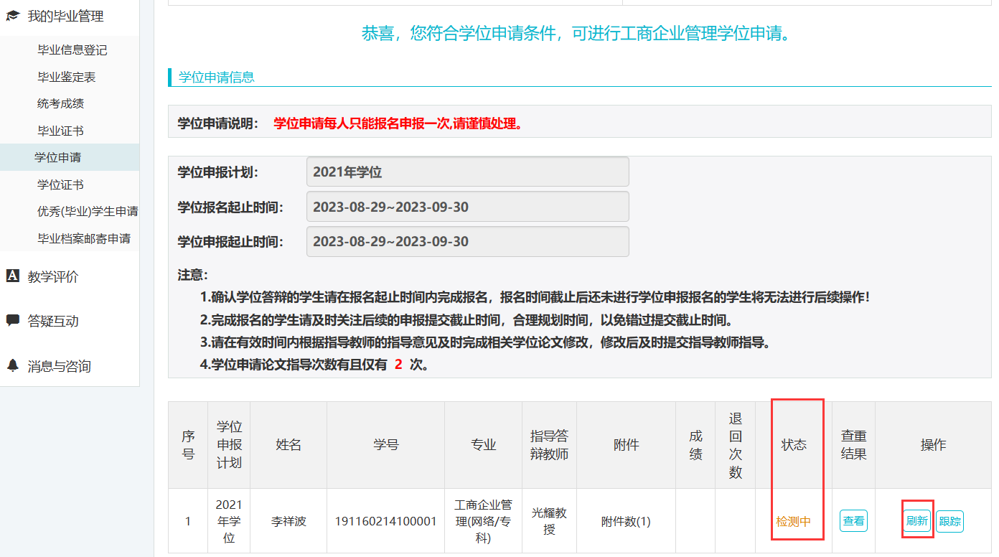 我的毕业管理
毕业信息登记
毕业鉴定表
统考成绩
毕业证书
学位申请
学位证书
优秀(毕业)学生申请
毕业档案邮寄申请
A 教学评价
答疑互动
消息与咨询
恭喜，您符合学位申请条件，可进行工商企业管理学位申请。
学位申请信息
学位申请说明： 学位申请每人只能报名申报一次,请谨慎处理。
学位申报计划： 2021年学位
学位报名起止时间： 2023-08-29~2023-09-30
学位申报起止时间： 2023-08-29~2023-09-30
注意：
1.确认学位答辩的学生请在报名起止时间内完成报名，报名时间截止后还未进行学位申报报名的学生将无法进行后续操作！
2.完成报名的学生请及时关注后续的申报提交截止时间，合理规划时间，以免错过提交截止时间。
3.请在有效时间内根据指导教师的指导意见及时完成相关学位论文修改，修改后及时提交指导教师指导。
4.学位申请论文指导次数有且仅有 2 次。
序
号
学位
申报
计划
姓名
学号
专业
指导答
辩教师
附件
成
绩
退
回
次
数
状态
查重
结果
操作
1
2021
年学
位
李祥波
191160214100001
工商企业管
理(网络/专
科)
光耀教
授
附件数(1)
检测中
查看
刷新
跟踪